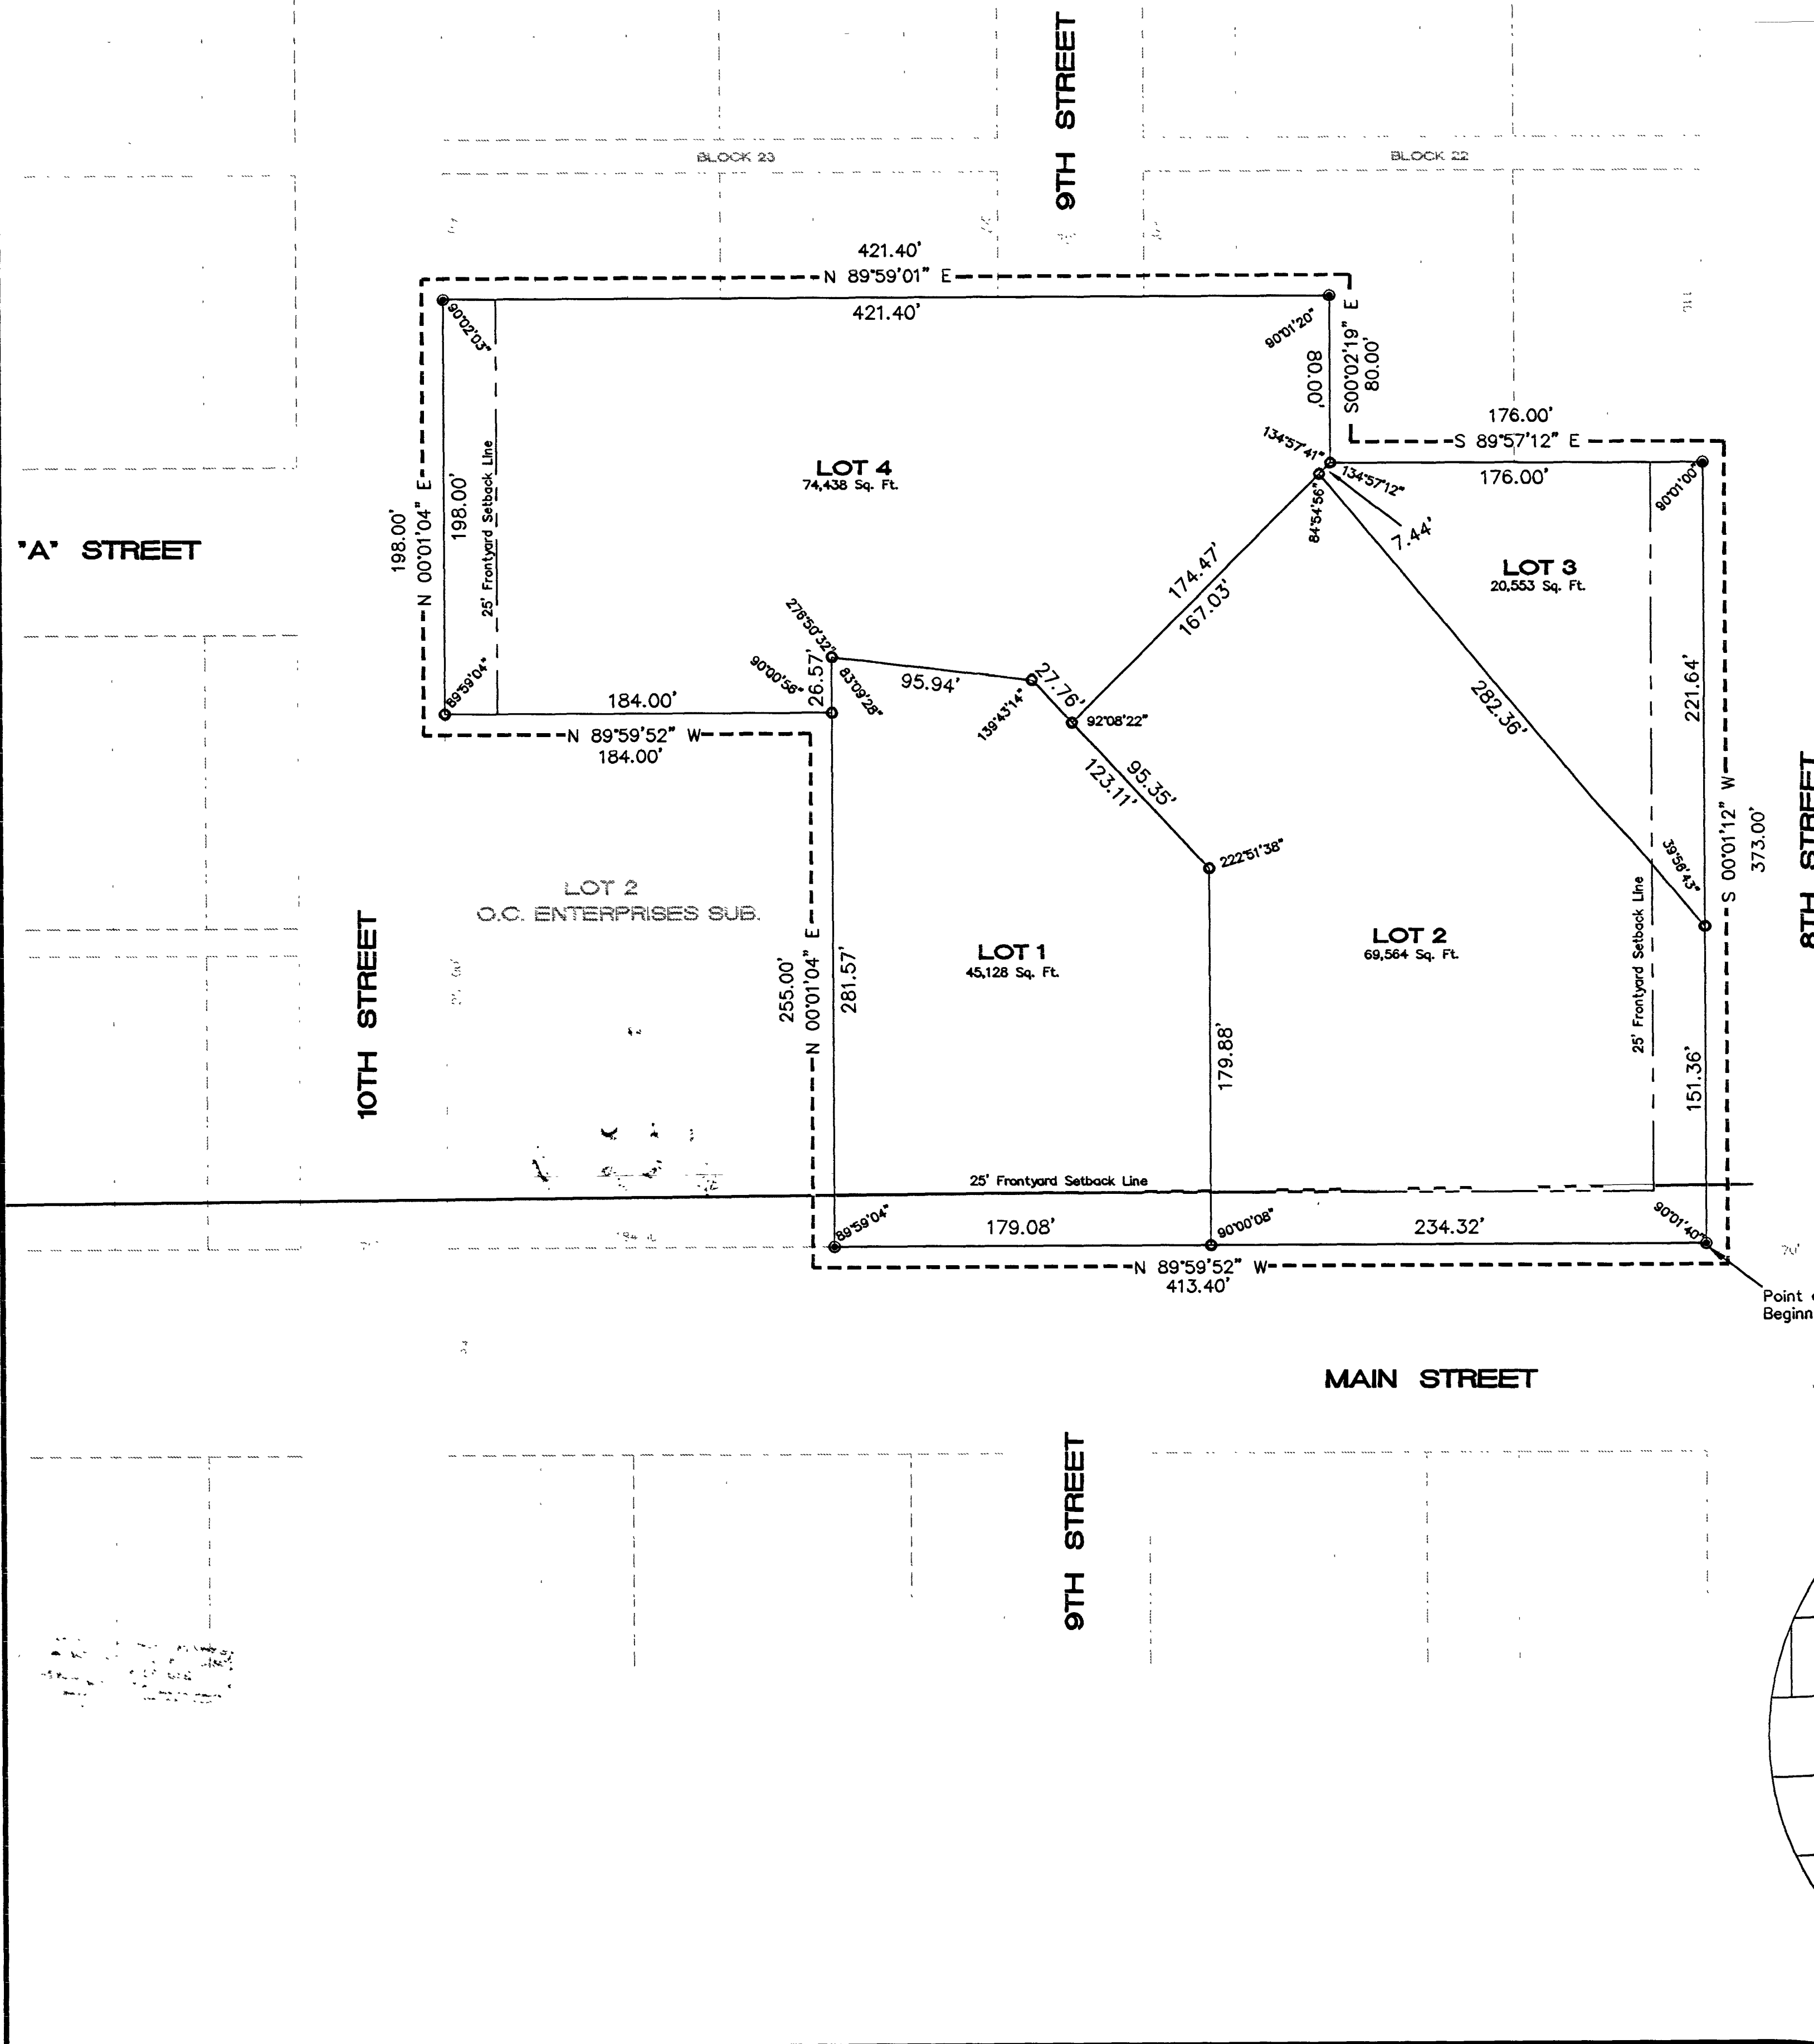 9TH STREET
BLOCK 23
BLOCK 22
421.40'
N 89°59'01" E
421.40'
90°02'03"
90°01'20"
80.00'
S00°02'19" E
80.00'
176.00'
S 89°57'12" E
176.00'
134°57'41"
134°57'12"
90°01'00"
84°54'56"
7.44'
LOT 4
74,438 Sq. Ft.
"A" STREET
198.00'
N 00°01'04" E
198.00'
25' Frontyard Setback Line
LOT 3
20,553 Sq. Ft.
174.47'
167.03'
276°50'32"
90°00'56"
26.57'
83°09'28"
95.94'
27.76'
139°43'14"
92°08'22"
89°59'04"
184.00'
N 89°59'52" W
184.00'
221.64'
282.36'
95.35'
123.11'
222°51'38"
39°56'43"
S 00°01'12" W
373.00'
8TH STREET
LOT 2
O.C. ENTERPRISES SUB.
10TH STREET
255.00'
N 00°01'04" E
281.57'
LOT 1
45,128 Sq. Ft.
LOT 2
69,564 Sq. Ft.
25' Frontyard Setback Line
179.88'
151.36'
25' Frontyard Setback Line
89°59'04"
179.08'
90°00'08"
234.32'
90°01'40"
70'
N 89°59'52" W
413.40'
Point
Beginn
MAIN STREET
9TH STREET